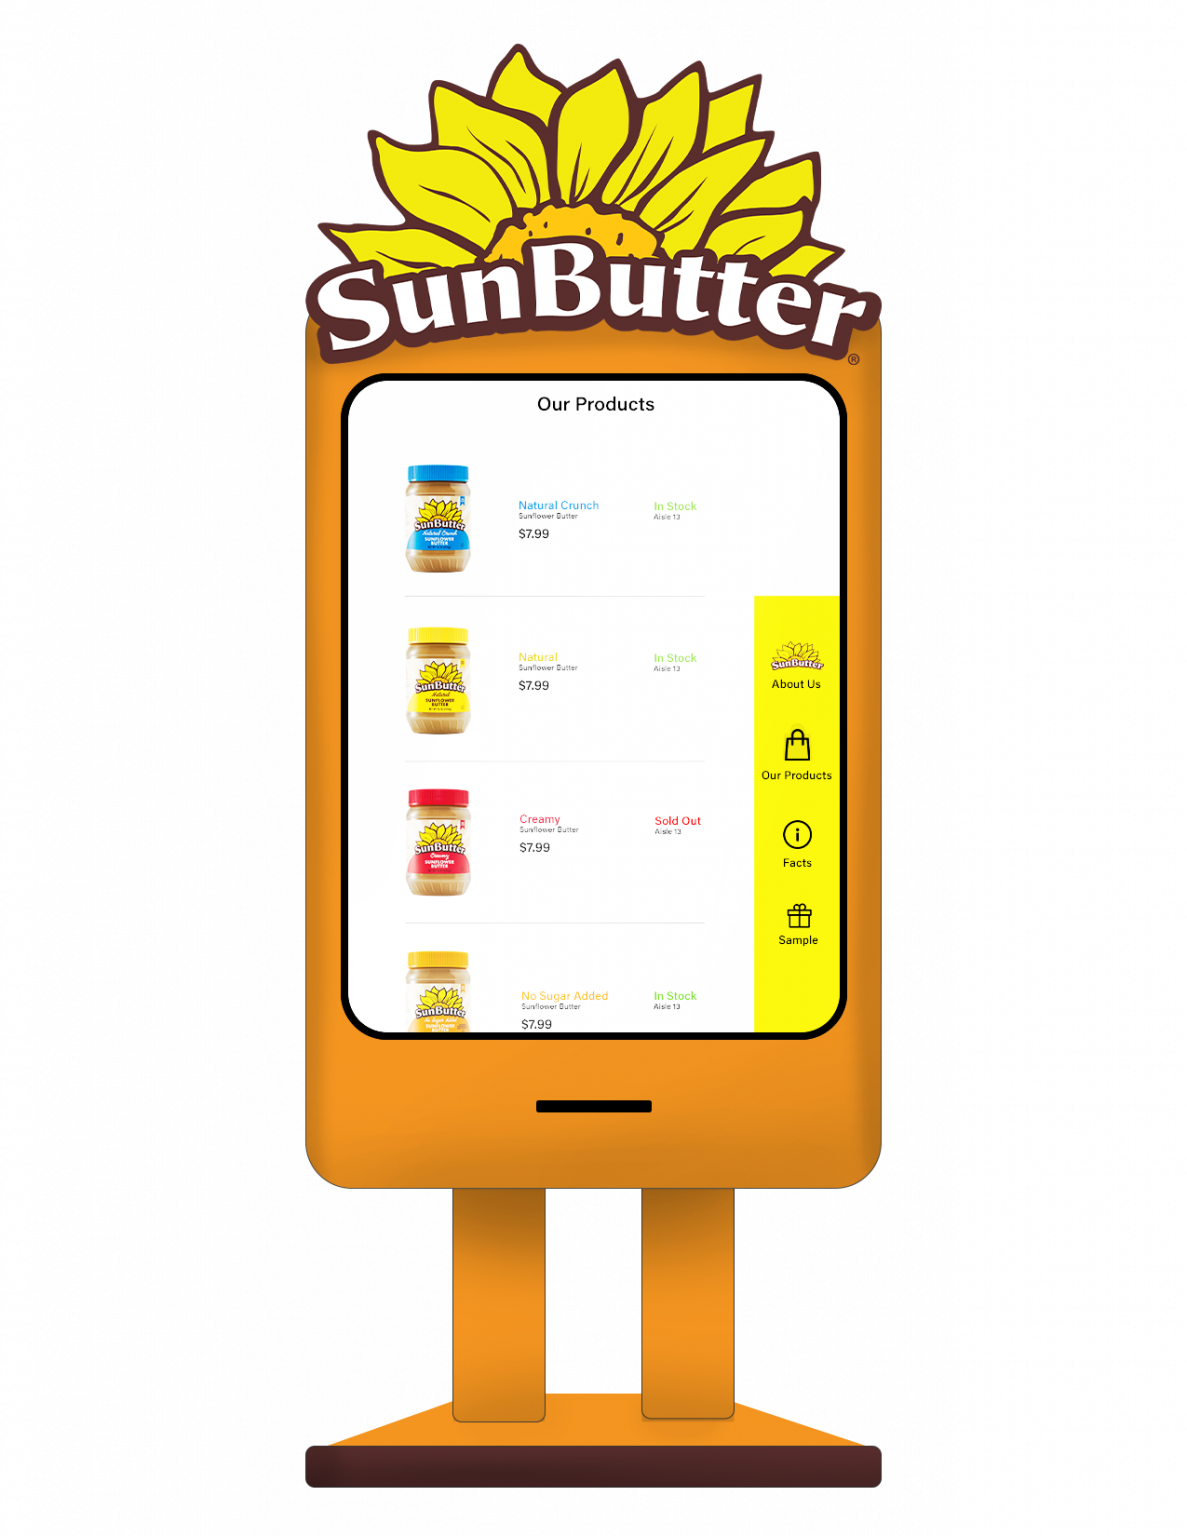 SunButter
®
Our Products
Natural Crunch
Sunflower Butter
$7.99
In Stock
Aisle 13
SunButter
Natural Crunch
SUNFLOWER
BUTTER
Natural
Sunflower Butter
$7.99
In Stock
Aisle 13
SunButter
Natural
SUNFLOWER
BUTTER
Creamy
Sunflower Butter
$7.99
Sold Out
Aisle 13
SunButter
Creamy
SUNFLOWER
BUTTER
No Sugar Added
Sunflower Butter
$7.99
In Stock
Aisle 13
SunButter
No Sugar Added
SUNFLOWER
SunButter
About Us
Our Products
Facts
Sample